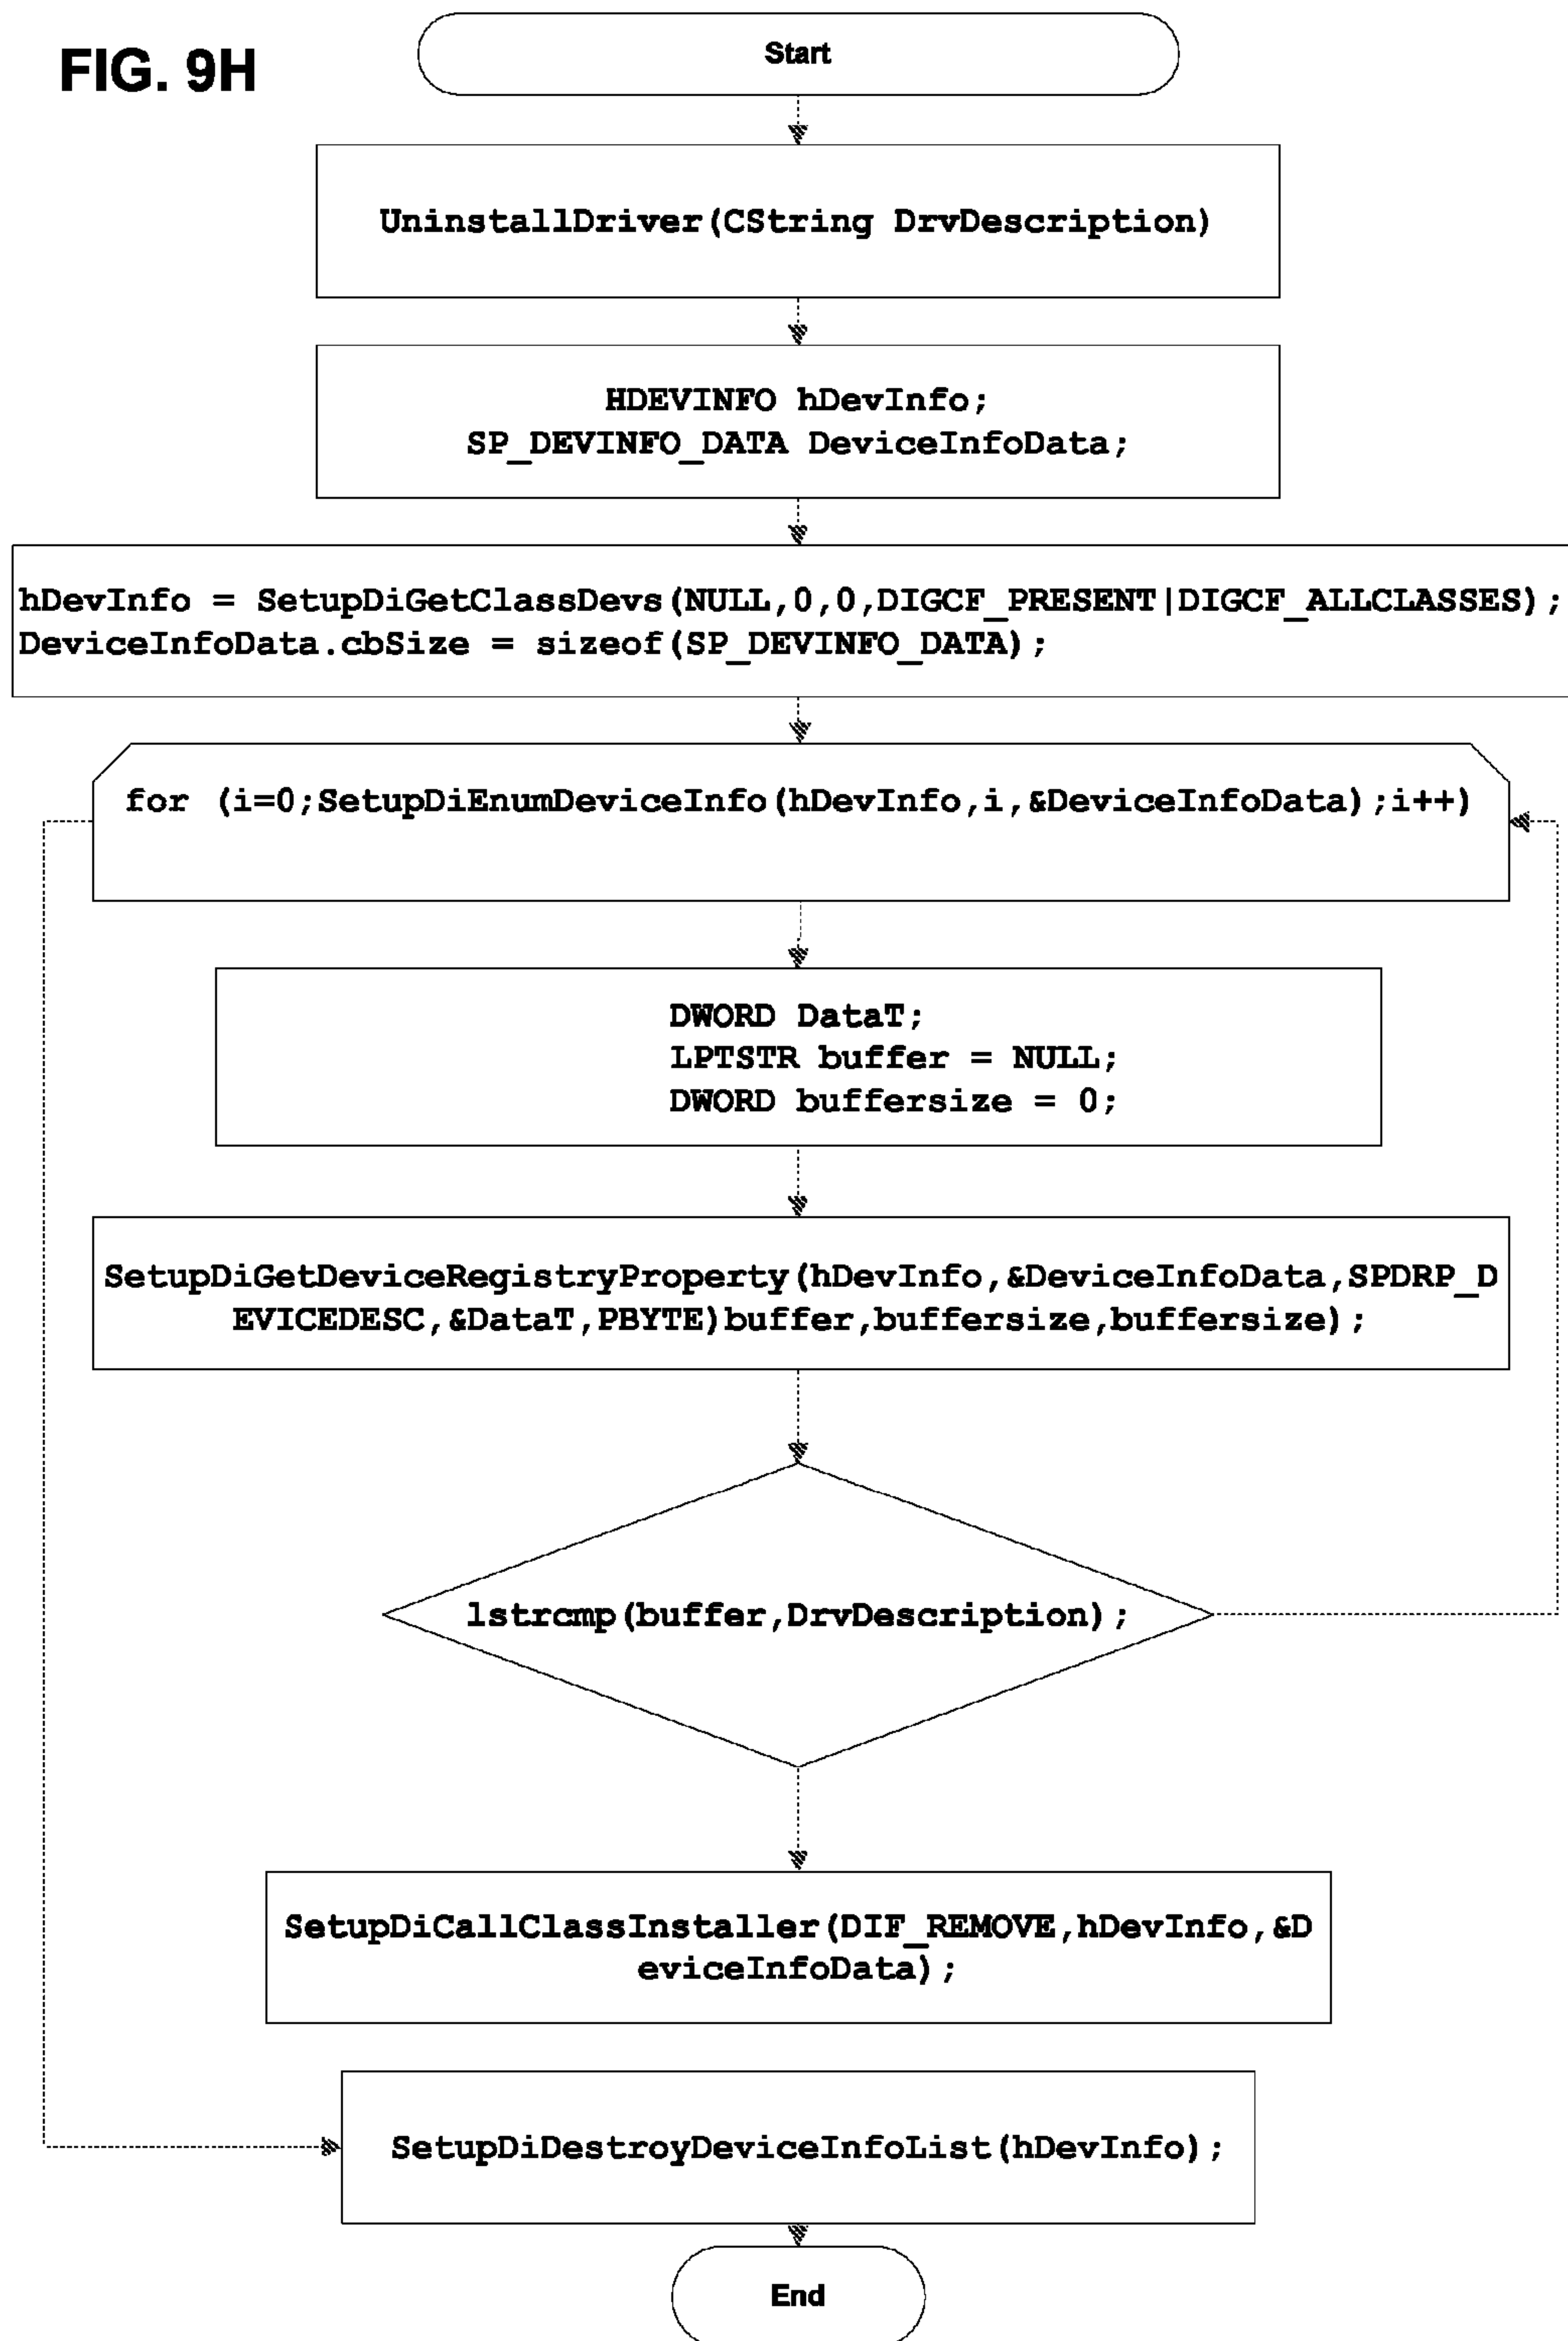 FIG. 9H
Start
UninstallDriver(CString DrvDescription)
HDEVINFO hDevInfo;
SP_DEVINFO_DATA DeviceInfoData;
hDevInfo = SetupDiGetClassDevs(NULL,0,0,DIGCF_PRESENT|DIGCF_ALLCLASSES);
DeviceInfoData.cbSize = sizeof(SP_DEVINFO_DATA);
for (i=0;SetupDiEnumDeviceInfo(hDevInfo,i,&DeviceInfoData);i++)
DWORD DataT;
LPTSTR buffer = NULL;
DWORD buffersize = 0;
SetupDiGetDeviceRegistryProperty(hDevInfo,&DeviceInfoData,SPDRP_D
EVICEDESC,&DataT,PBYTE)buffer,buffersize,buffersize);
lstrcmp(buffer,DrvDescription);
SetupDiCallClassInstaller(DIF_REMOVE,hDevInfo,&D
eviceInfoData);
SetupDiDestroyDeviceInfoList(hDevInfo);
End